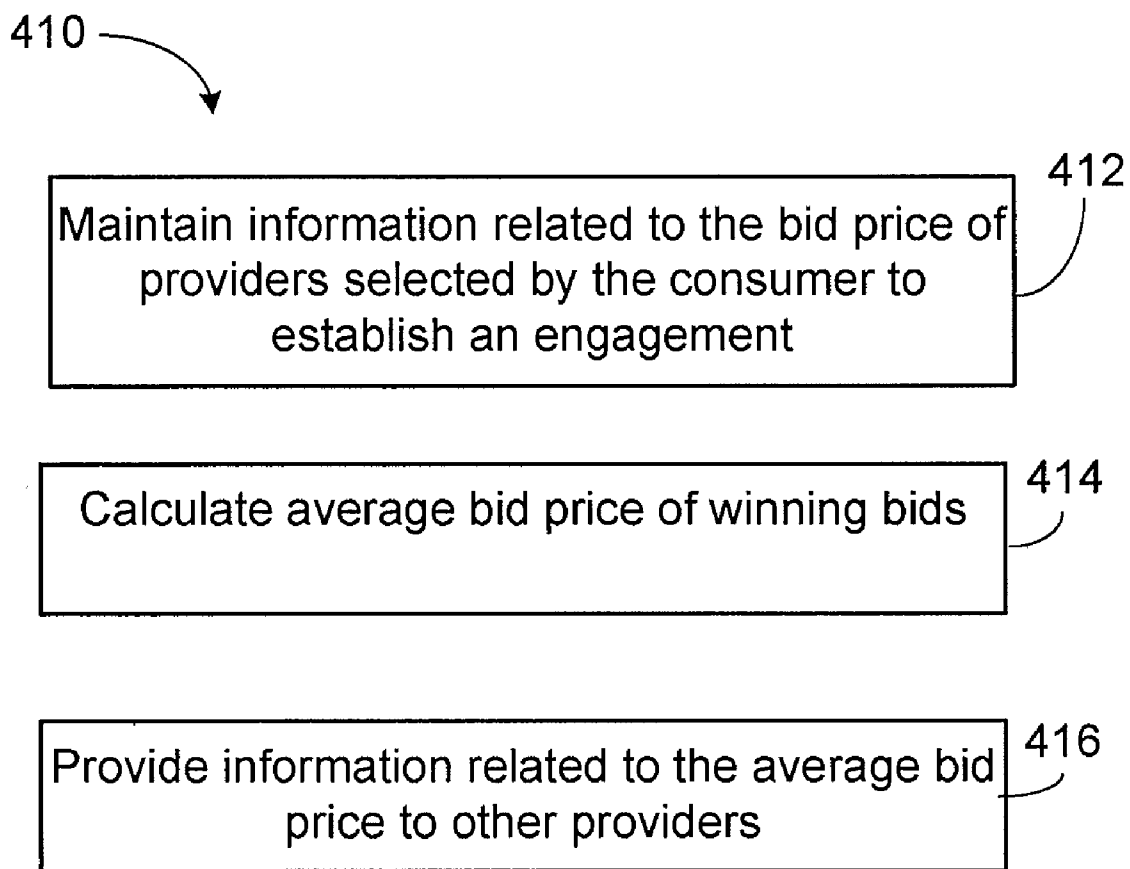 410
412
Maintain information related to the bid price of
providers selected by the consumer to
establish an engagement
414
Calculate average bid price of winning bids
416
Provide information related to the average bid
price to other providers